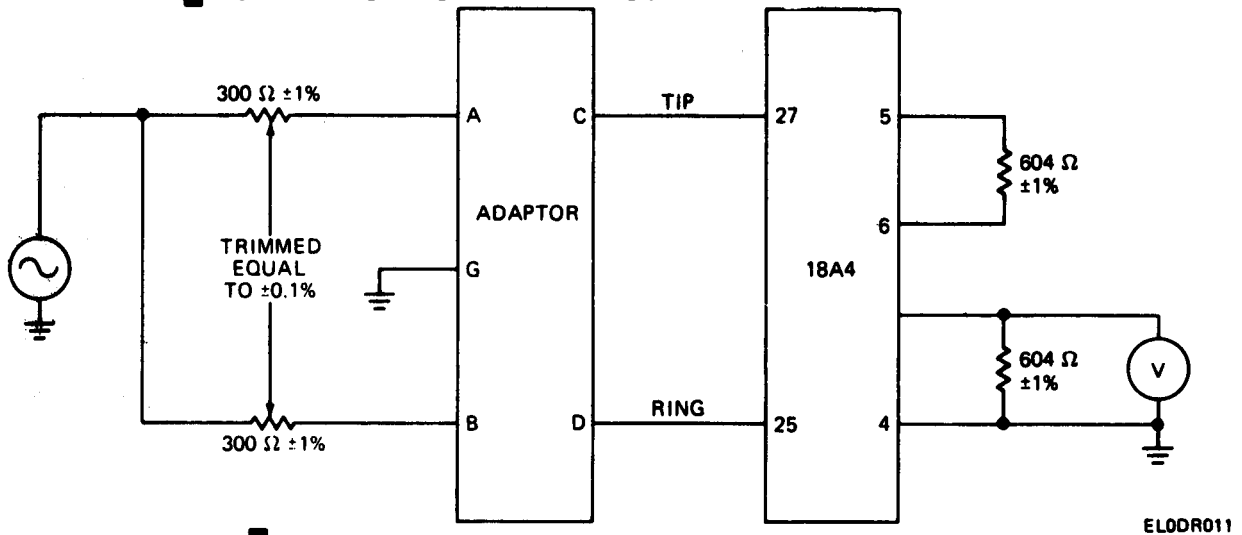 300 Ω ±1%
A
C
TIP
27
5
604 Ω
±1%
6
ADAPTOR
TRIMMED
EQUAL
TO ±0.1%
G
18A4
604 Ω
±1%
V
RING
B
D
25
4
300 Ω ±1%
EL0DR011